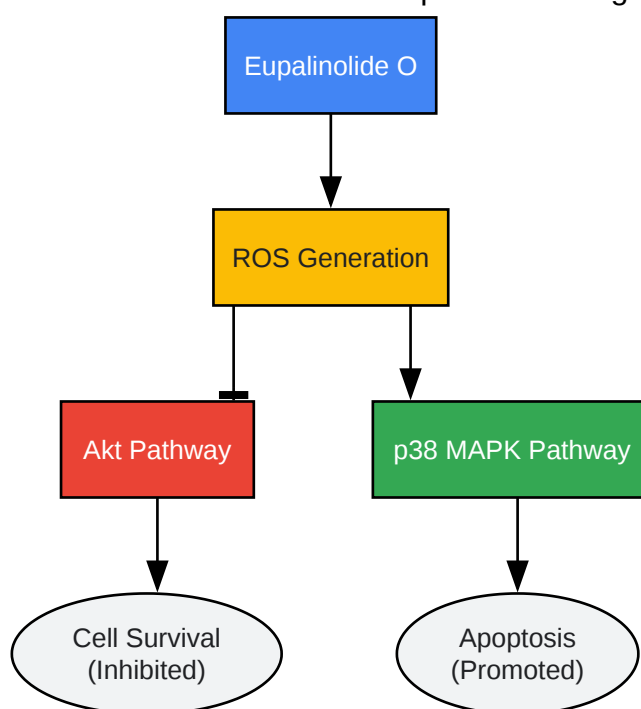 Eupalinolide O
ROS Generation
Akt Pathway
p38 MAPK Pathway
Cell Survival
(Inhibited)
Apoptosis
(Promoted)